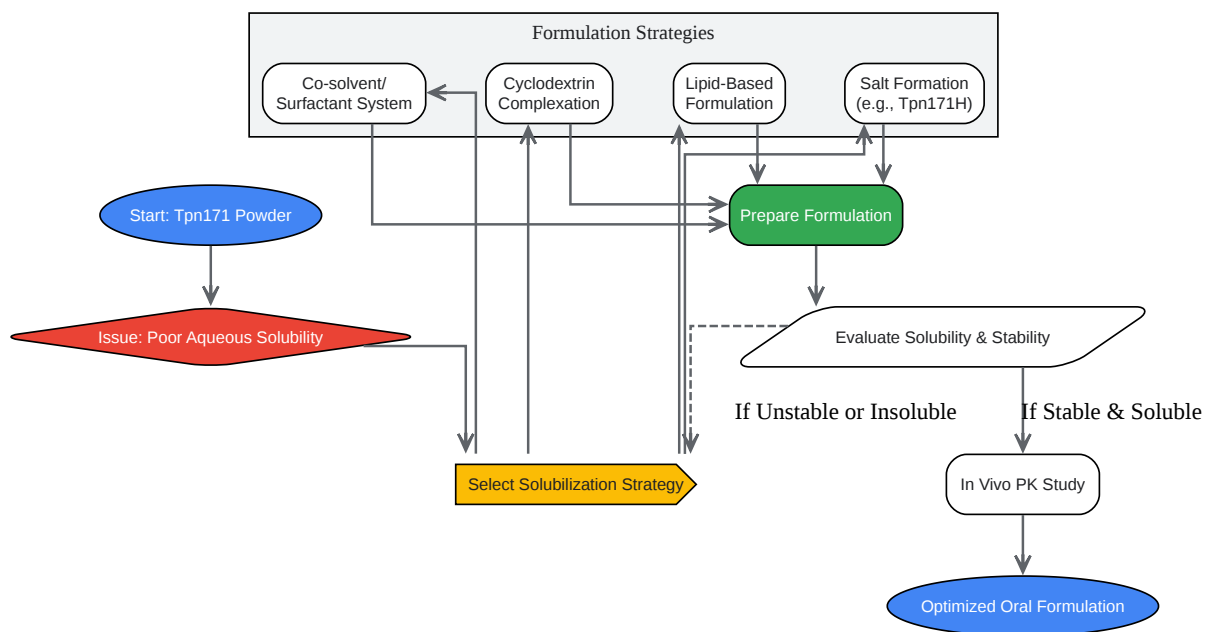 Formulation Strategies
Co-solvent/
Surfactant System
Cyclodextrin
Complexation
Lipid-Based
Formulation
Salt Formation
(e.g., Tpn171H)
Start: Tpn171 Powder
Prepare Formulation
Issue: Poor Aqueous Solubility
Evaluate Solubility & Stability
If Unstable or Insoluble
If Stable & Soluble
Select Solubilization Strategy
In Vivo PK Study
Optimized Oral Formulation